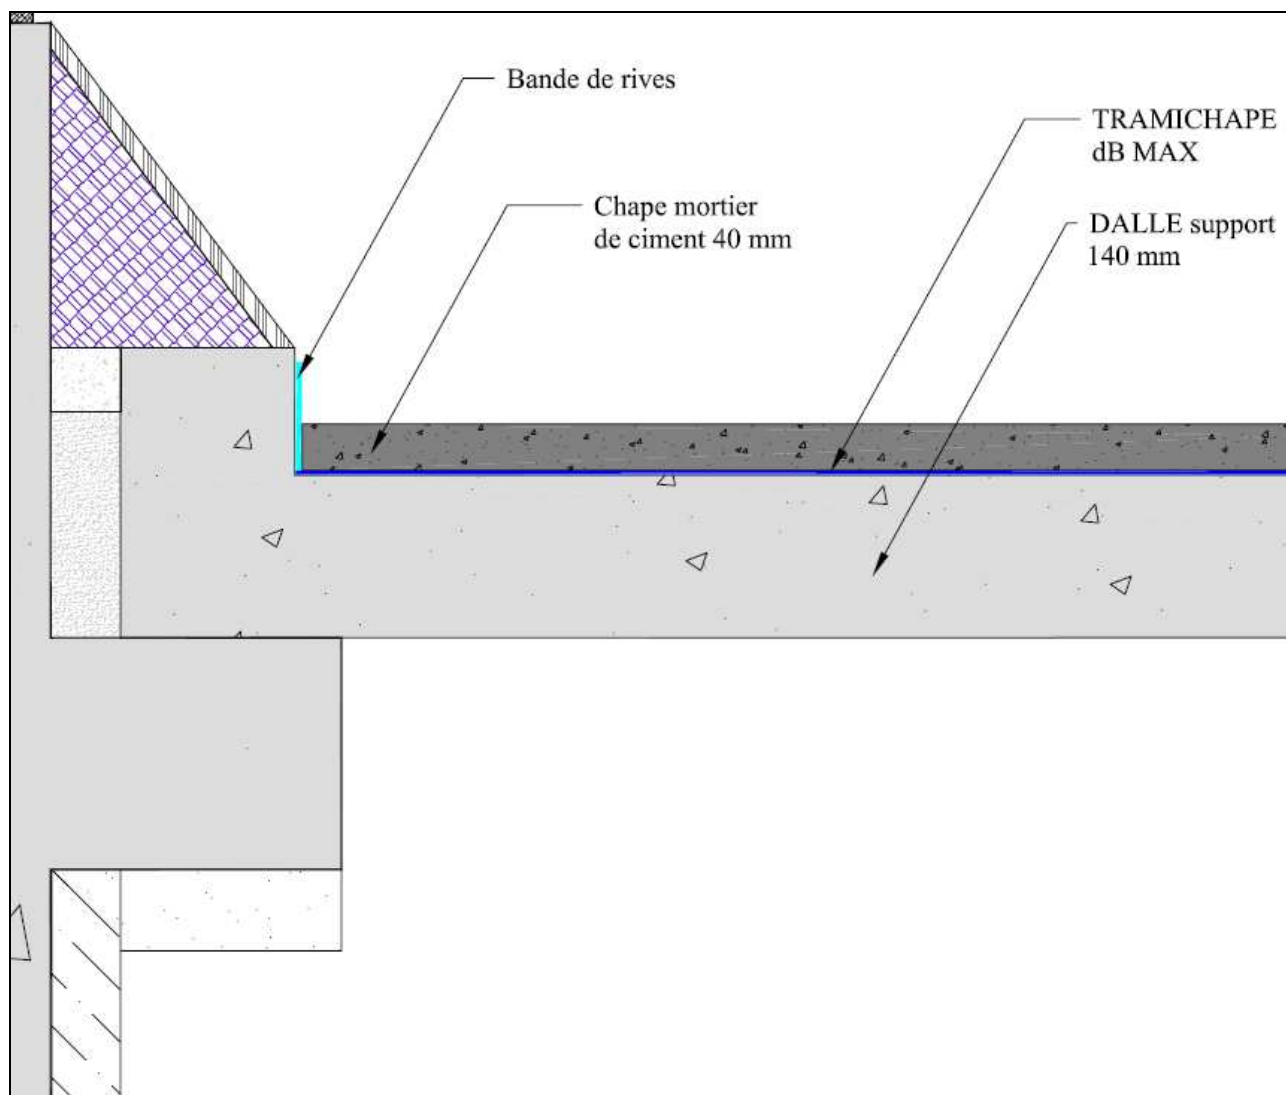 Bande de rives
TRAMICHAPE
dB MAX
Chape mortier
de ciment 40 mm
DALLE support
140 mm